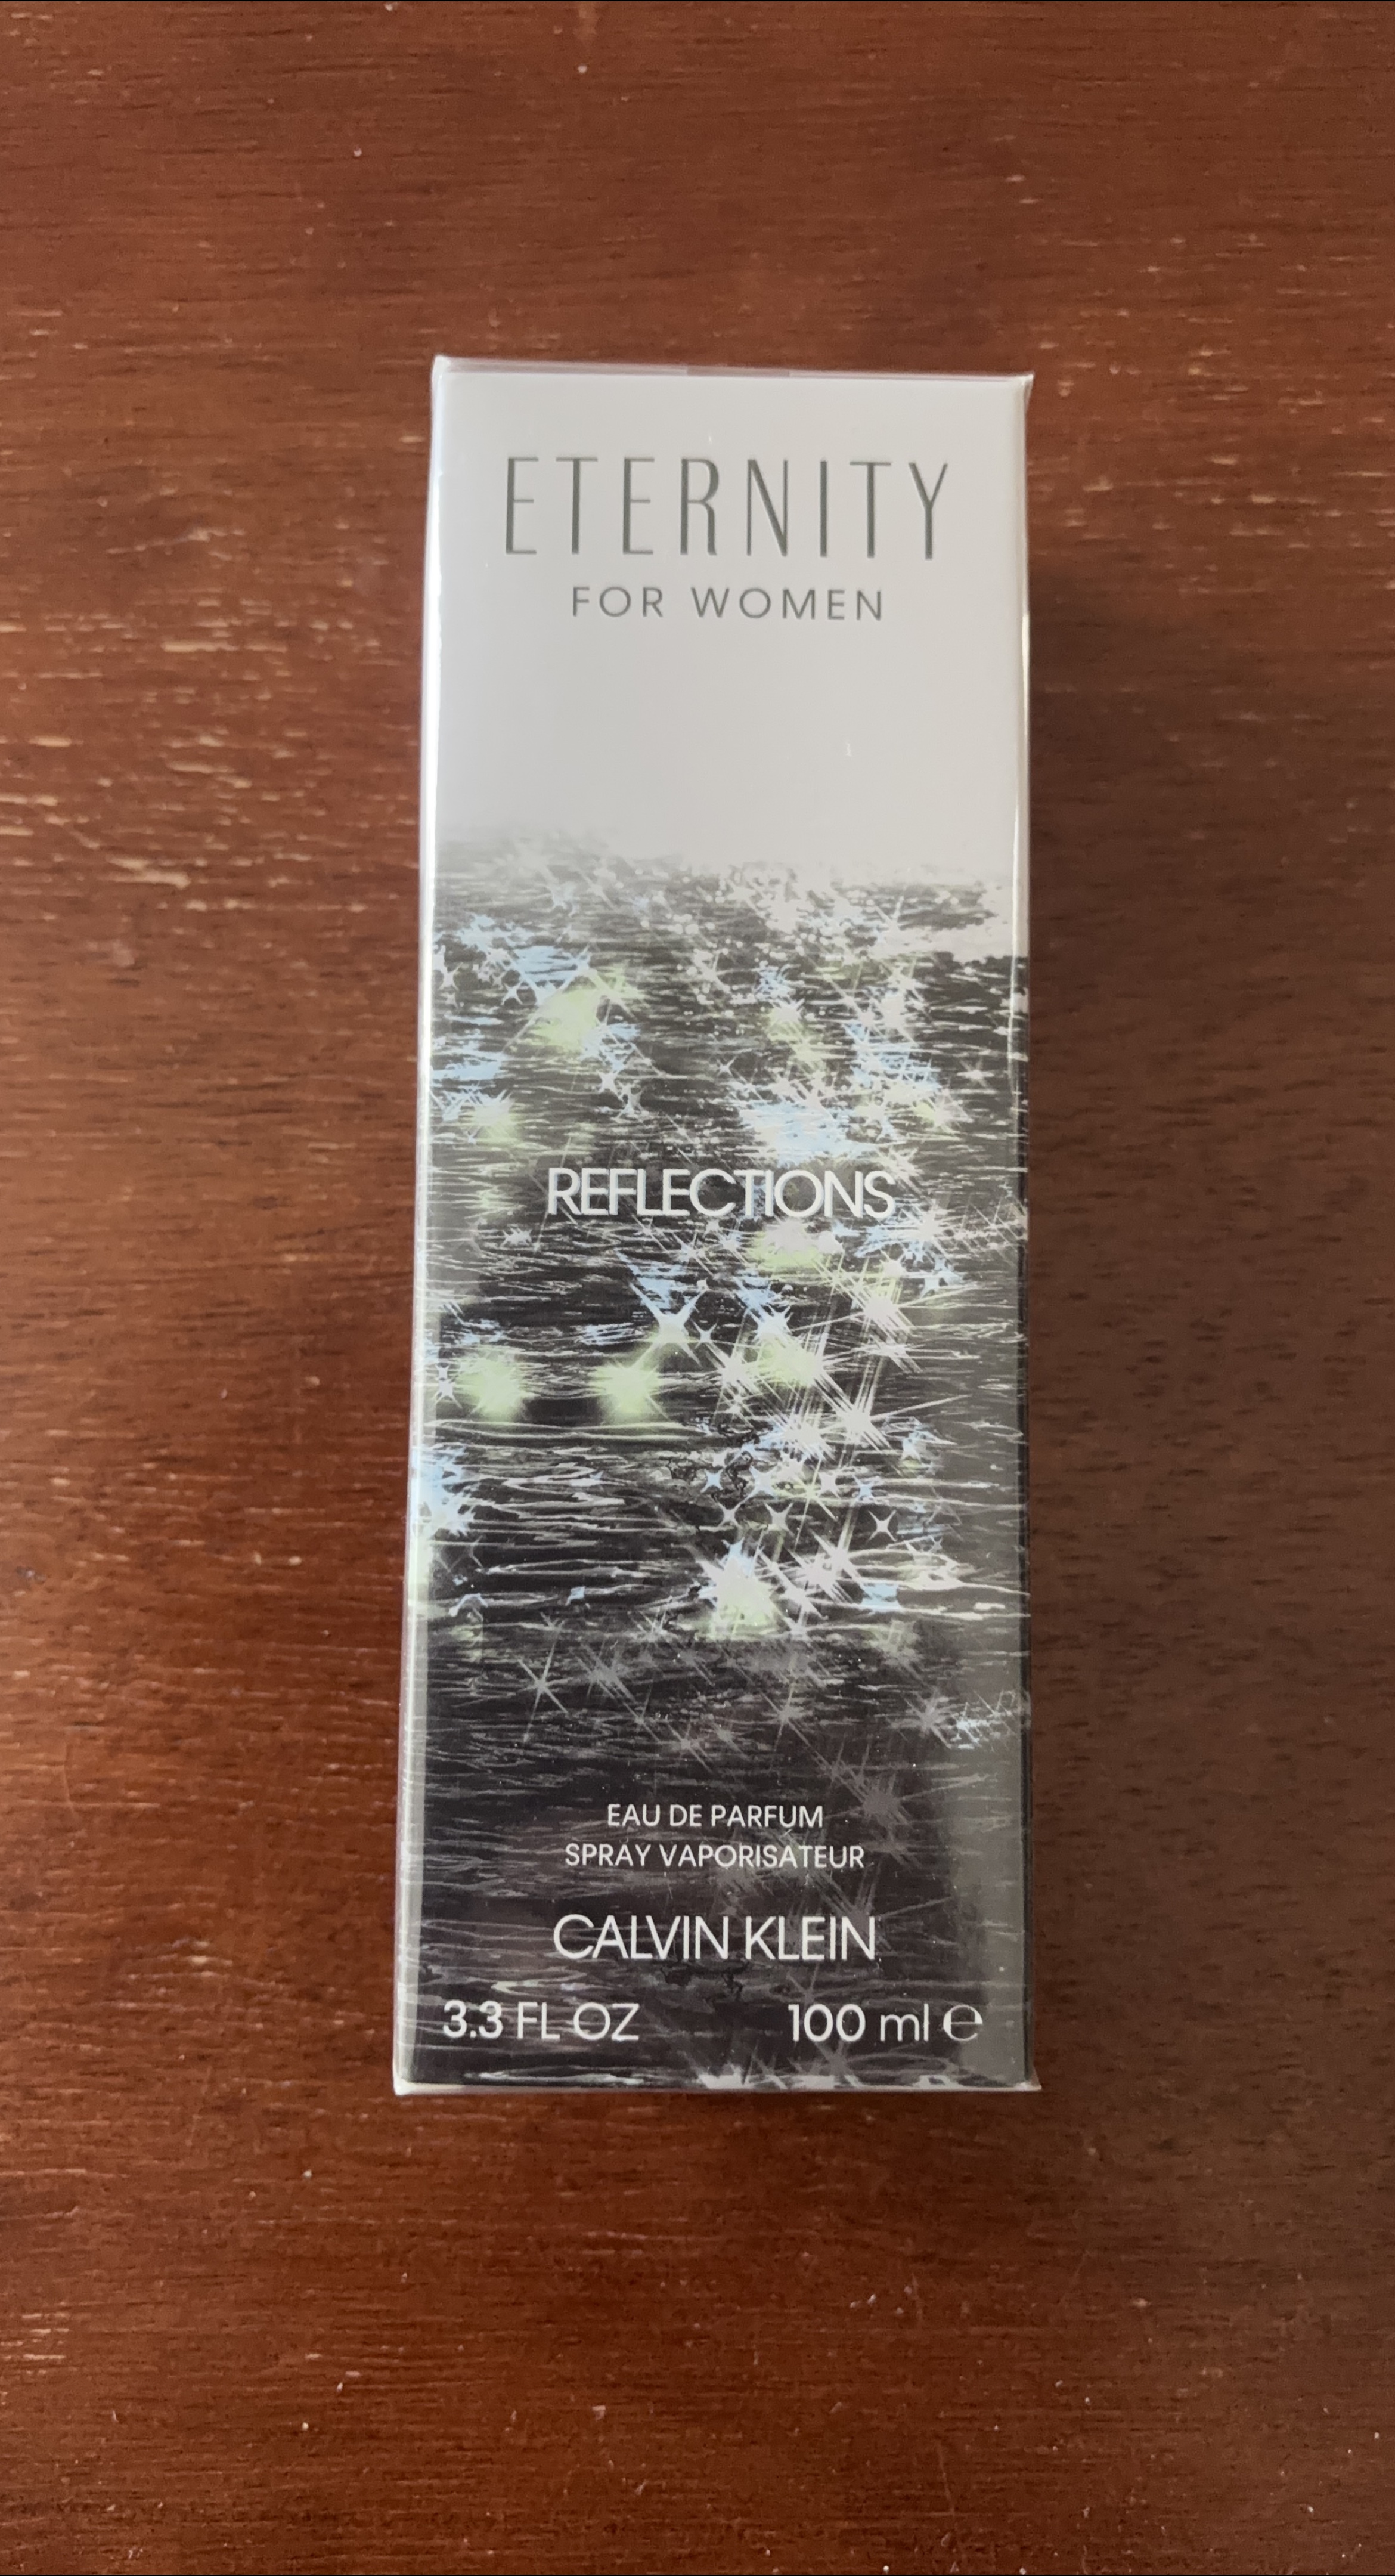 ETERNITY
FOR WOMEN
REFLECTIONS
EAU DE PARFUM
SPRAY VAPORISATEUR
CALVIN KLEIN
3.3 FL OZ 100 ml ℮